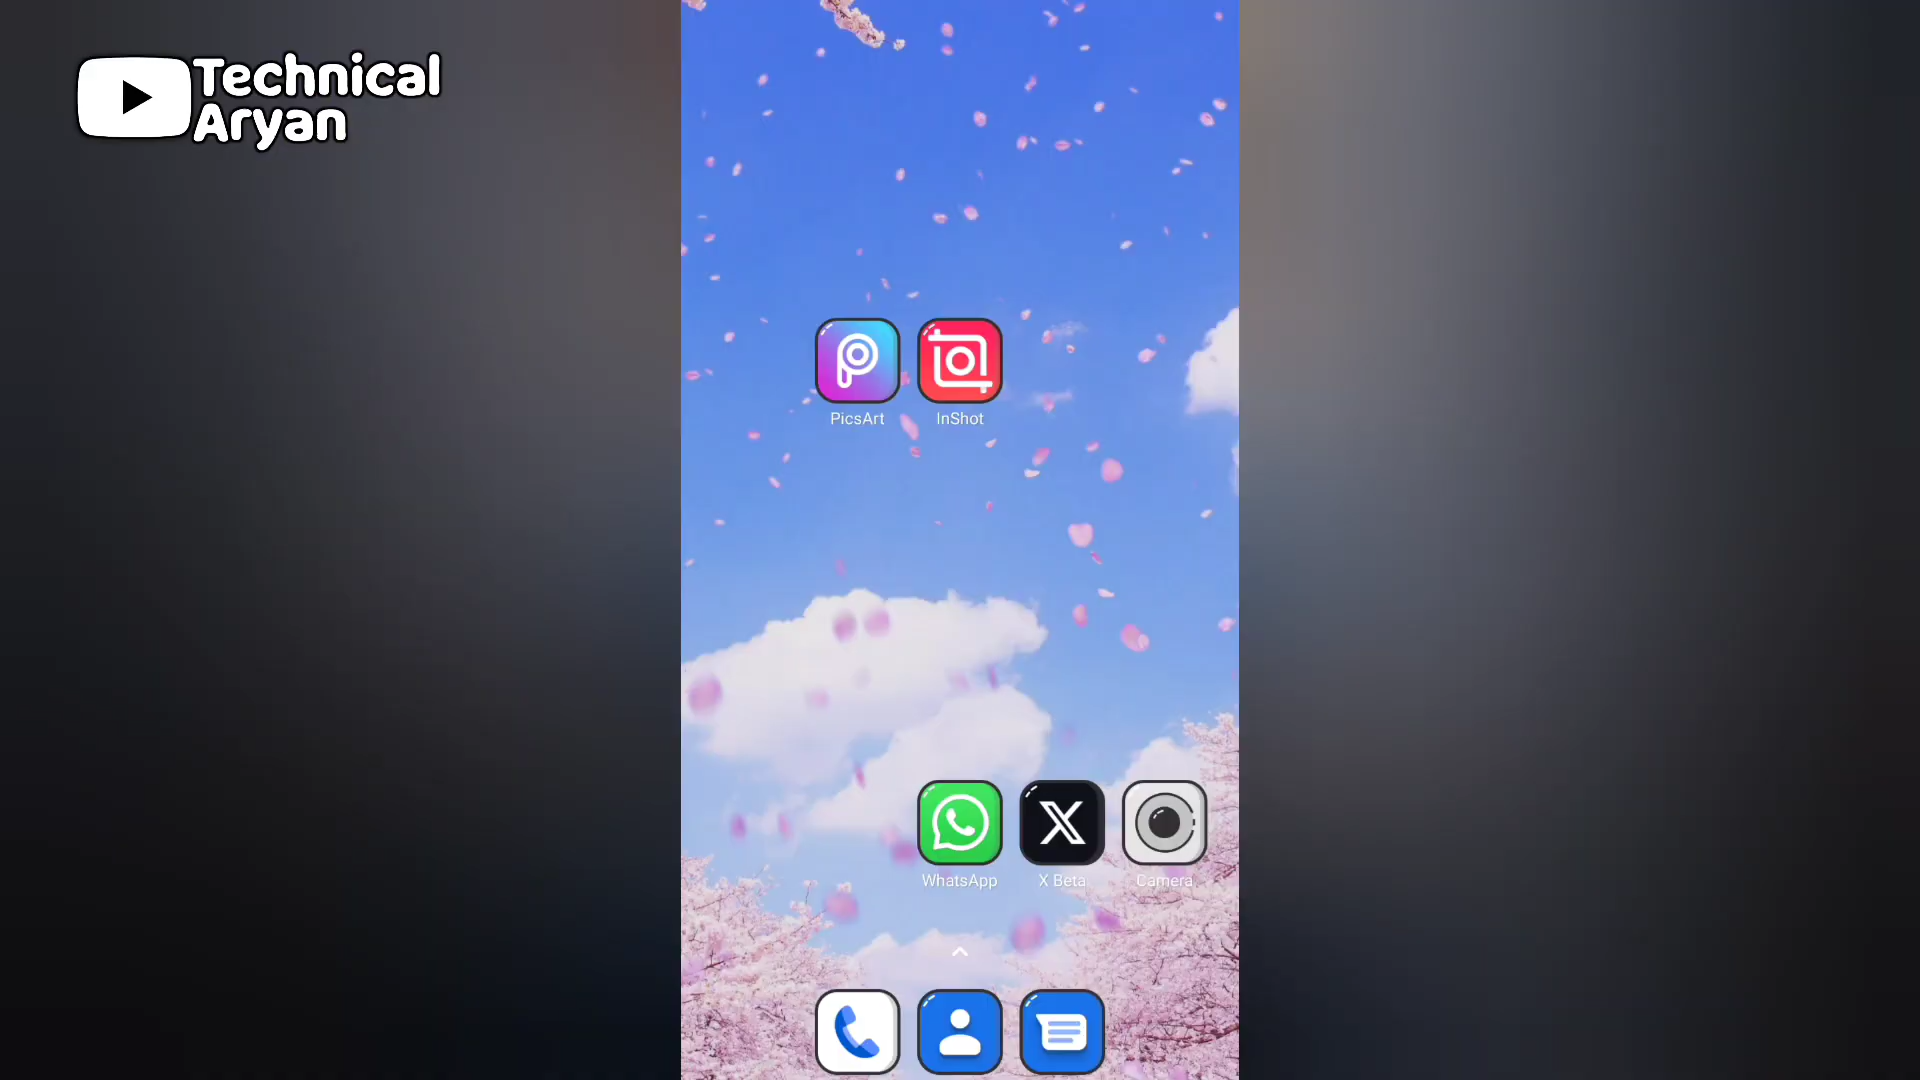 Technical
Aryan
PicsArt
InShot
WhatsApp
X Beta
Camera